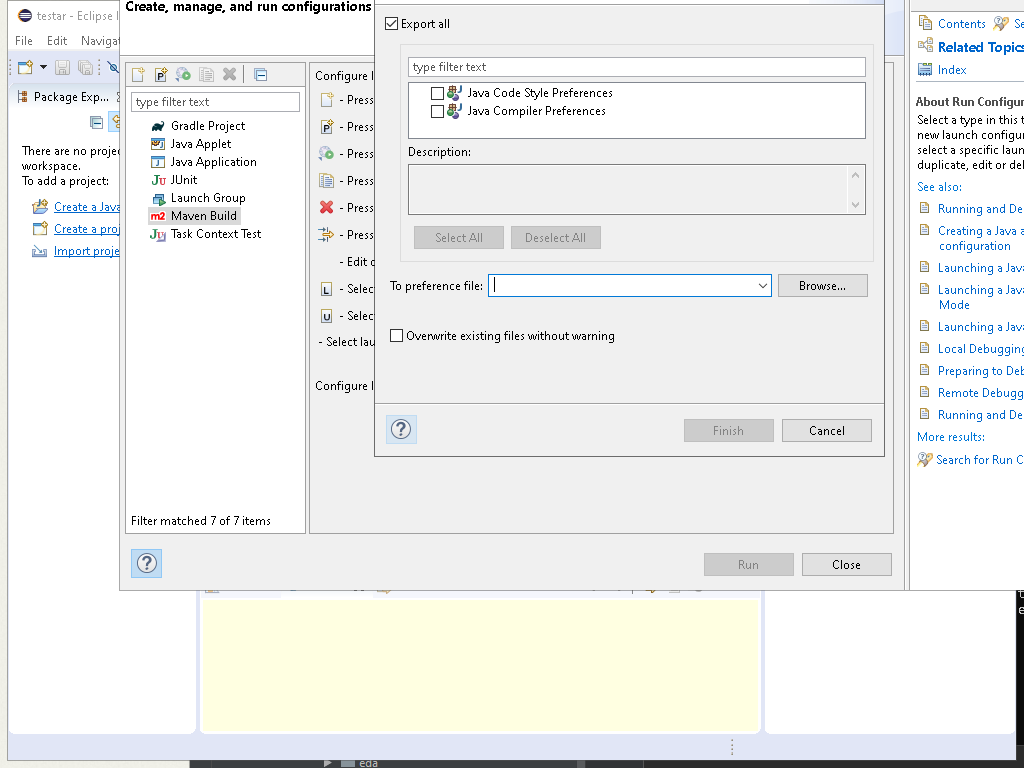 testar - Eclipse I
File Edit Navigat
Package Exp...
There are no projec
workspace.
To add a project:
Create a Java
Create a proj
Import proje
Create, manage, and run configurations
type filter text
Gradle Project
Java Applet
Java Application
JUnit
Launch Group
Maven Build
Task Context Test
Filter matched 7 of 7 items
Configure l
- Press
- Press
- Press
- Press
- Press
- Press
- Edit o
- Selec
- Selec
- Select lau
Configure l
Export all
type filter text
Java Code Style Preferences
Java Compiler Preferences
Description:
Select All
Deselect All
To preference file:
Browse...
Overwrite existing files without warning
Finish
Cancel
Run
Close
Contents
Se
Related Topics
Index
About Run Configur
Select a type in this t
new launch configur
select a specific laun
duplicate, edit or del
See also:
Running and De
Creating a Java a
configuration
Launching a Java
Launching a Java
Mode
Launching a Java
Local Debugging
Preparing to Deb
Remote Debugg
Running and De
More results:
Search for Run C
eda